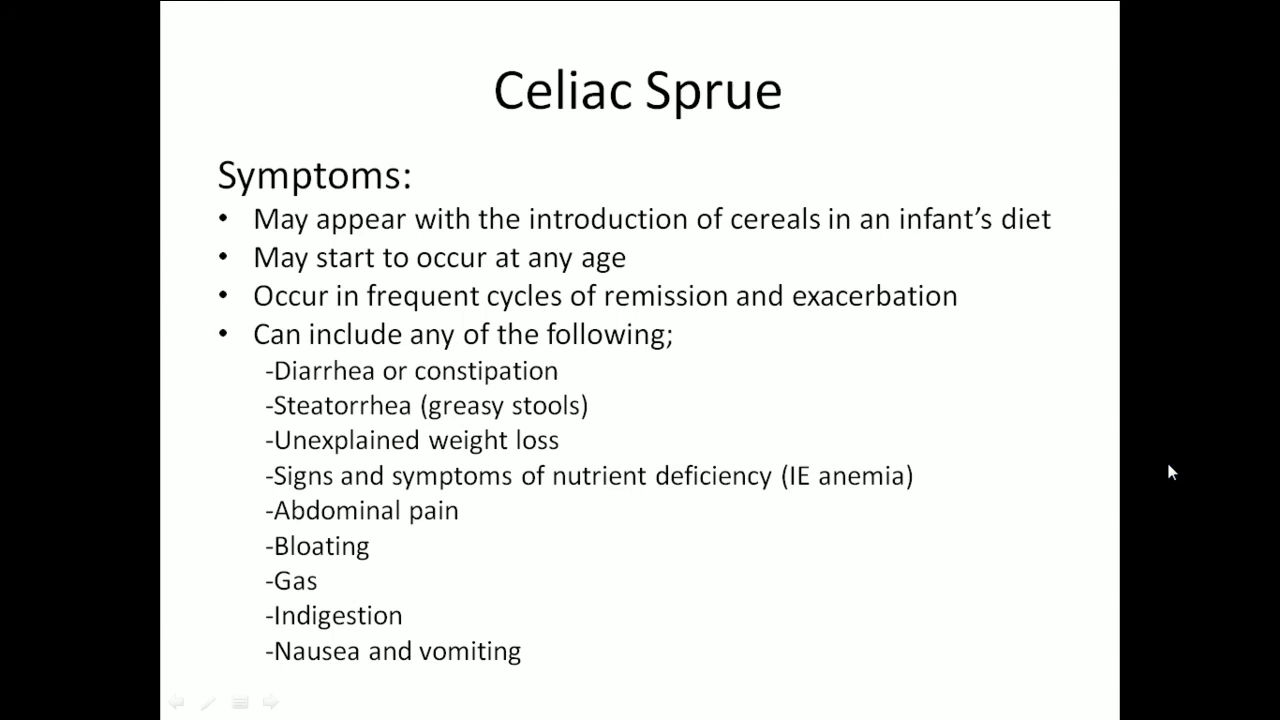 Celiac Sprue
Symptoms:
• May appear with the introduction of cereals in an infant’s diet
• May start to occur at any age
• Occur in frequent cycles of remission and exacerbation
• Can include any of the following;
-Diarrhea or constipation
-Steatorrhea (greasy stools)
-Unexplained weight loss
-Signs and symptoms of nutrient deficiency (IE anemia)
-Abdominal pain
-Bloating
-Gas
-Indigestion
-Nausea and vomiting